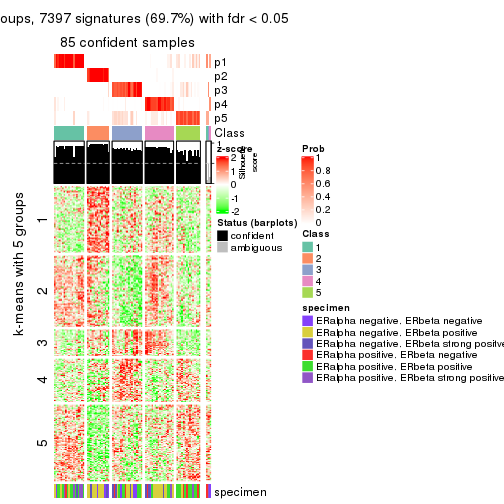 oups, 7397 signatures (69.7%) with fdr < 0.05
85 confident samples
p1
p2
p3
p4
p5
Class
1
Silhouette
score
z-score
2
1
0
-1
-2
Prob
1
0.8
0.6
0.4
0.2
0
Status (barplots)
confident
ambiguous
Class
1
2
3
4
5
specimen
ERalpha negative. ERbeta negative
ERalpha negative. ERbeta positive
ERalpha negative. ERbeta strong positive
ERalpha positive. ERbeta negative
ERalpha positive. ERbeta positive
ERalpha positive. ERbeta strong positive
k-means with 5 groups
1
2
3
4
5
specimen